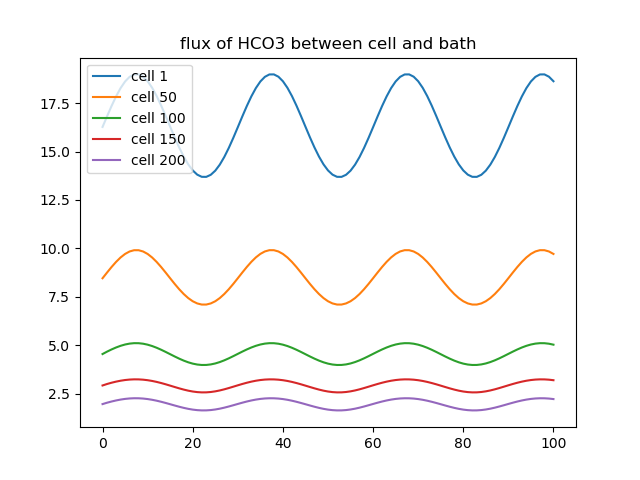 flux of HCO3 between cell and bath
cell 1
cell 50
cell 100
cell 150
cell 200
17.5
15.0
12.5
10.0
7.5
5.0
2.5
0 20 40 60 80 100